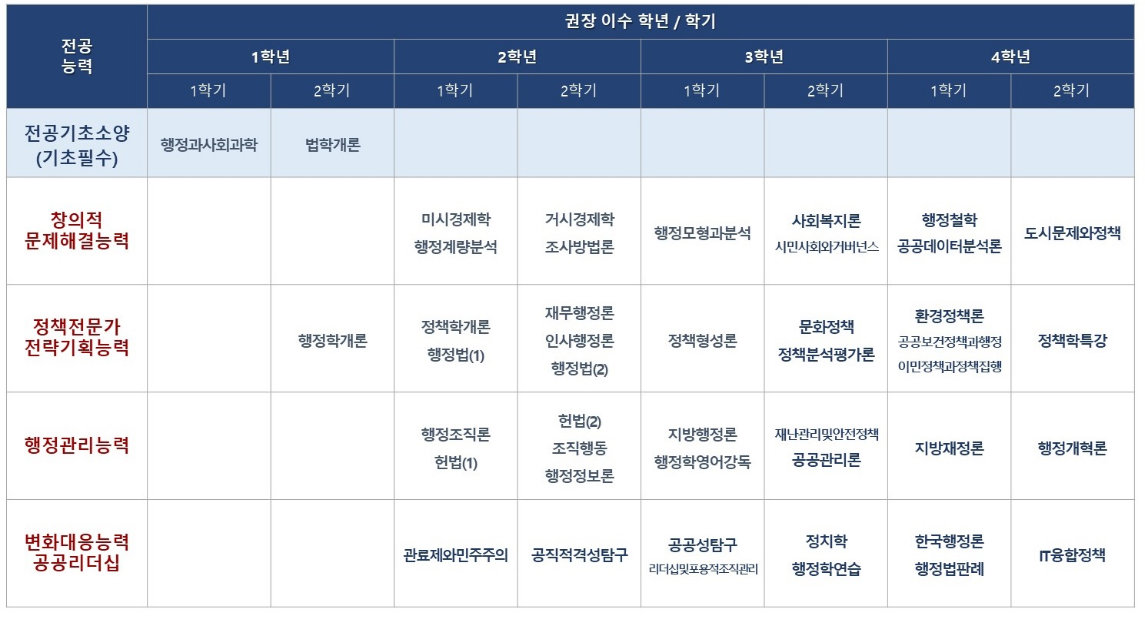 전공
능력
권장 이수 학년 / 학기
1학년
2학년
3학년
4학년
1학기
2학기
1학기
2학기
1학기
2학기
1학기
2학기
전공기초소양
(기초필수)
행정과사회과학
법학개론
창의적
문제해결능력
미시경제학
행정계량분석
거시경제학
조사방법론
행정모형과분석
사회복지론
시민사회와거버넌스
행정철학
공공데이터분석론
도시문제와정책
정책전문가
전략기획능력
행정학개론
정책학개론
행정법(1)
재무행정론
인사행정론
행정법(2)
정책형성론
문화정책
정책분석평가론
환경정책론
공공보건정책과행정
이민정책과정책집행
정책학특강
행정관리능력
행정조직론
헌법(1)
헌법(2)
조직행동
행정정보론
지방행정론
행정학영어강독
재난관리및안전정책
공공관리론
지방재정론
행정개혁론
변화대응능력
공공리더십
관료제와민주주의
공직적격성탐구
공공성탐구
리더십및포용적조직관리
정치학
행정학연습
한국행정론
행정법판례
IT융합정책